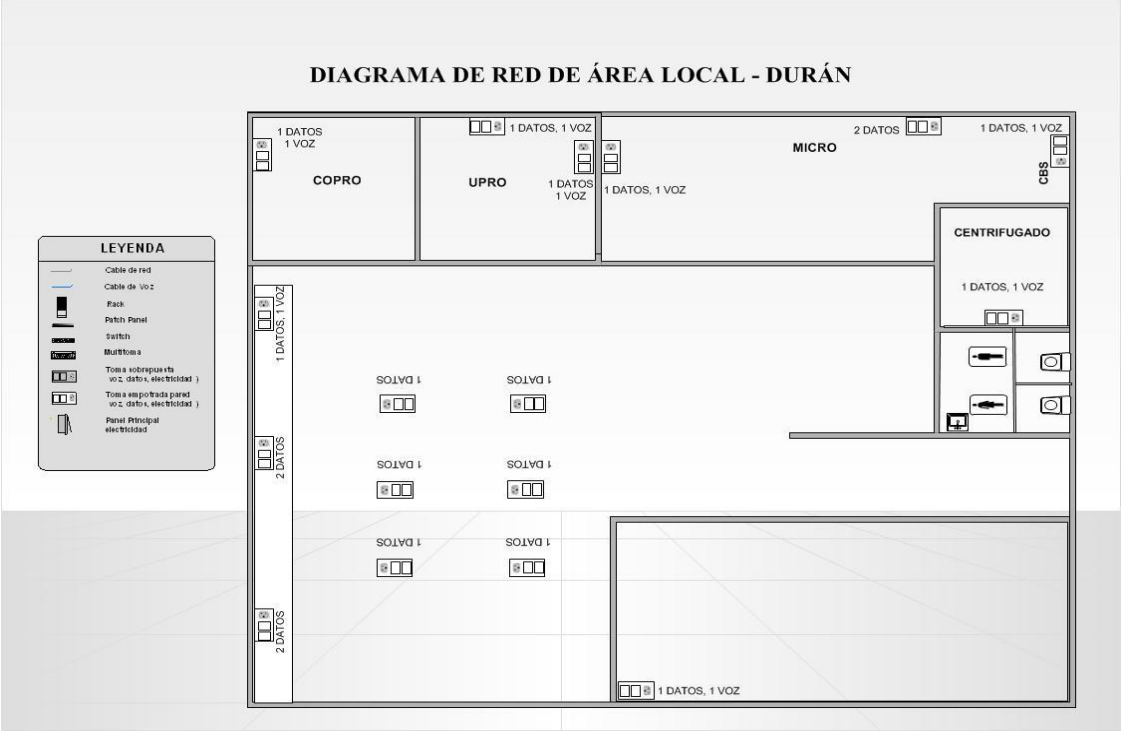 DIAGRAMA DE RED DE ÁREA LOCAL - DURÁN
1 DATOS
1 VOZ
COPRO
1 DATOS, 1 VOZ
UPRO
1 DATOS
1 VOZ
1 DATOS, 1 VOZ
MICRO
2 DATOS
1 DATOS, 1 VOZ
CBS
CENTRIFUGADO
1 DATOS, 1 VOZ
LEYENDA
Cable de red
Cable de Voz
Rack
Patch Panel
Switch
Multitoma
Toma sobrepuesta
voz, datos, electricidad )
Toma empotrada pared
voz, datos, electricidad )
Panel Principal
electricidad
1 DATOS, 1 VOZ
2 DATOS
2 DATOS
1 DATOS
1 DATOS
1 DATOS
1 DATOS
1 DATOS
1 DATOS
1 DATOS, 1 VOZ